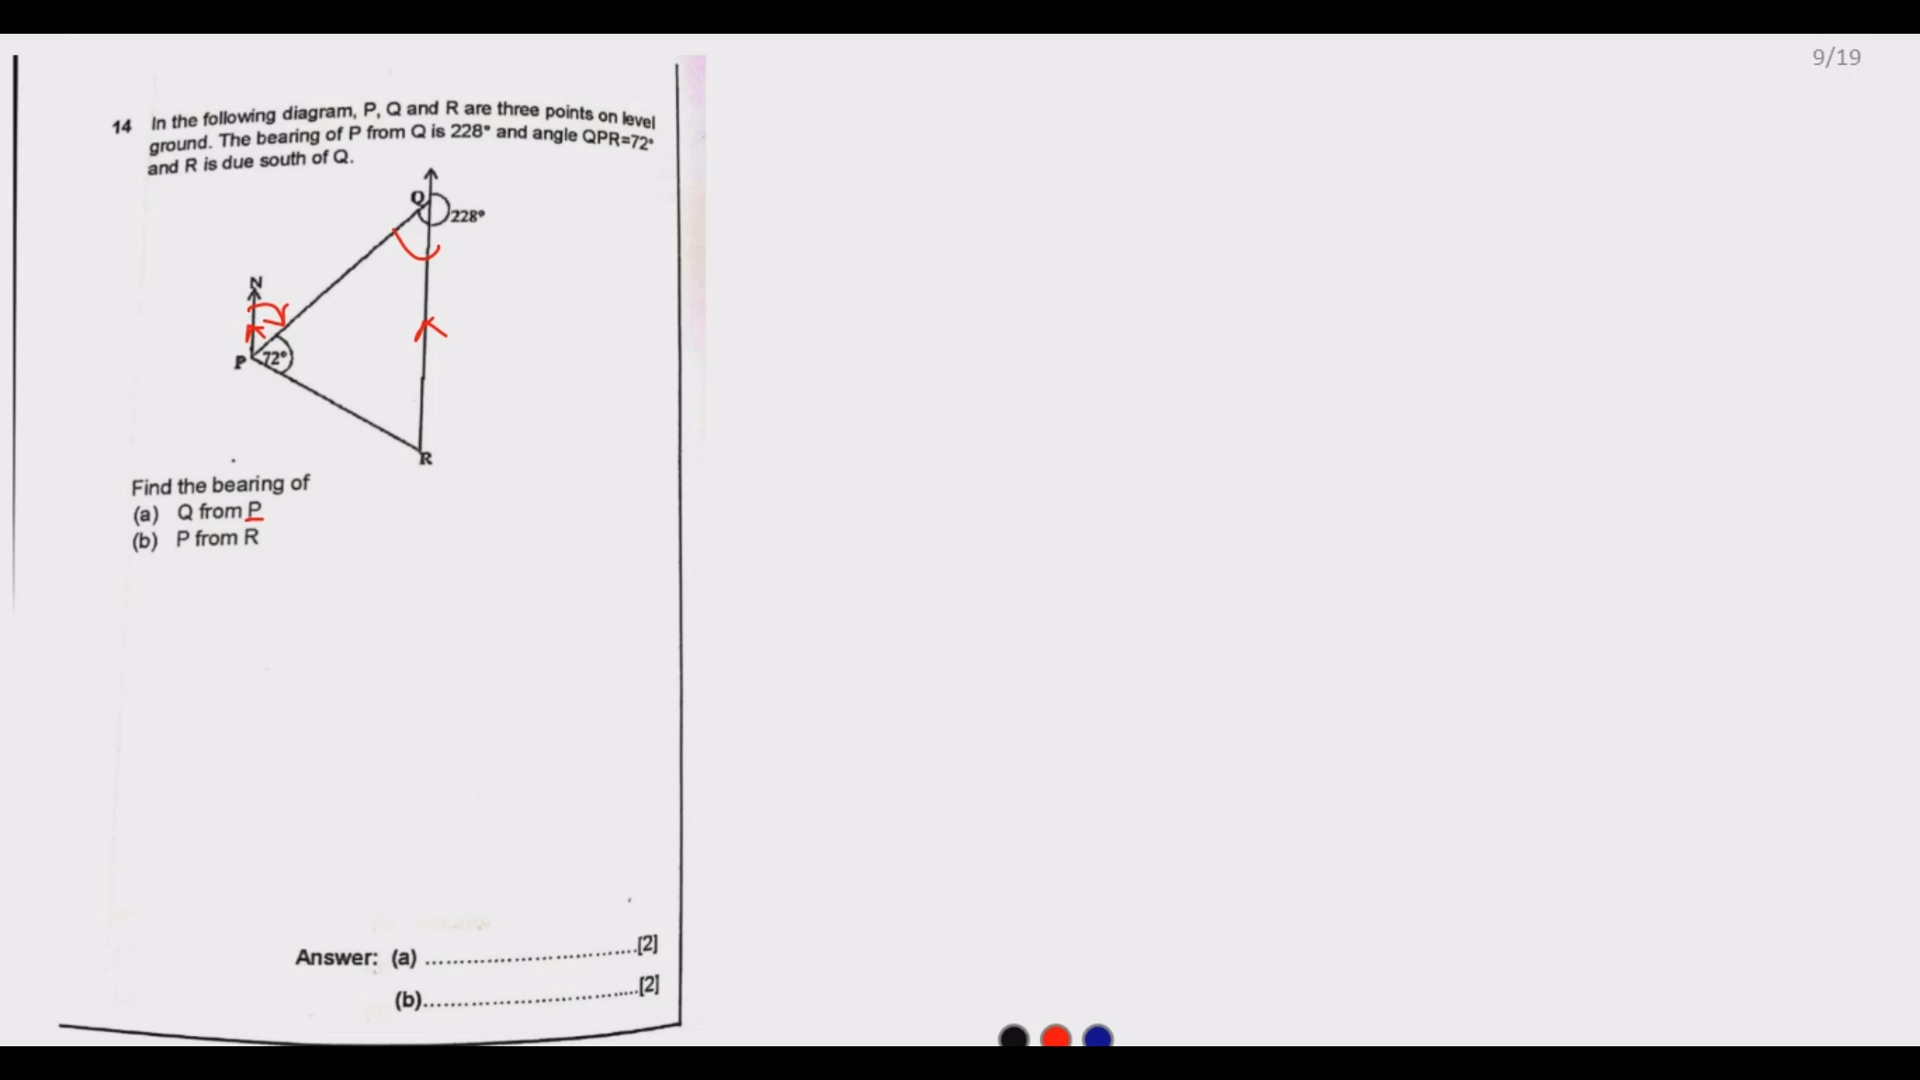 9/19
14 In the following diagram, P, Q and R are three points on level
ground. The bearing of P from Q is 228° and angle QPR=72°
and R is due south of Q.
Q
228°
N
P
72°
R
Find the bearing of
(a) Q from P
(b) P from R
Answer: (a) ..............................[2]
(b)..............................[2]